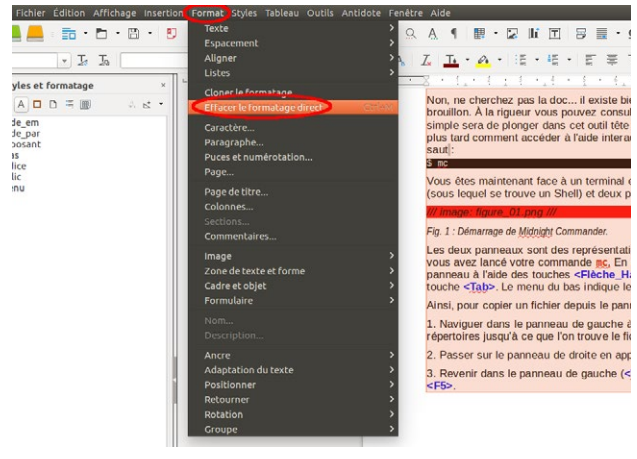 Fichier Édition Affichage Insertion Format Styles Tableau Outils Antidote Fenêtre Aide
Texte
Espacement
Aligner
Listes
Cloner le formatage
Effacer le formatage direct Ctrl+M
Caractère...
Paragraphe...
Puces et numérotation...
Page...
Page de titre...
Colonnes...
Sections...
Commentaires...
Image
Zone de texte et forme
Cadre et objet
Formulaire
Nom...
Description...
Ancre
Adaptation du texte
Positionner
Retourner
Rotation
Groupe
yles et formatage
de_em
de_par
posant
as
lice
lic
enu
Non, ne cherchez pas la doc... il existe bie
brouillon. À la rigueur vous pouvez consul
simple sera de plonger dans cet outil tête
plus tard comment accéder à l'aide interac
saut :
$ mc
Vous êtes maintenant face à un terminal e
(sous lequel se trouve un Shell) et deux p
/// Image: figure_01.png ///
Fig. 1 : Démarrage de Midnight Commander.
Les deux panneaux sont des représentati
vous avez lancé votre commande mc, En
panneau à l'aide des touches <Flèche_Ha
touche <Tab>. Le menu du bas indique le
Ainsi, pour copier un fichier depuis le pann
1. Naviguer dans le panneau de gauche à
répertoires jusqu'à ce que l'on trouve le fic
2. Passer sur le panneau de droite en app
3. Revenir dans le panneau de gauche (<
<F5>.